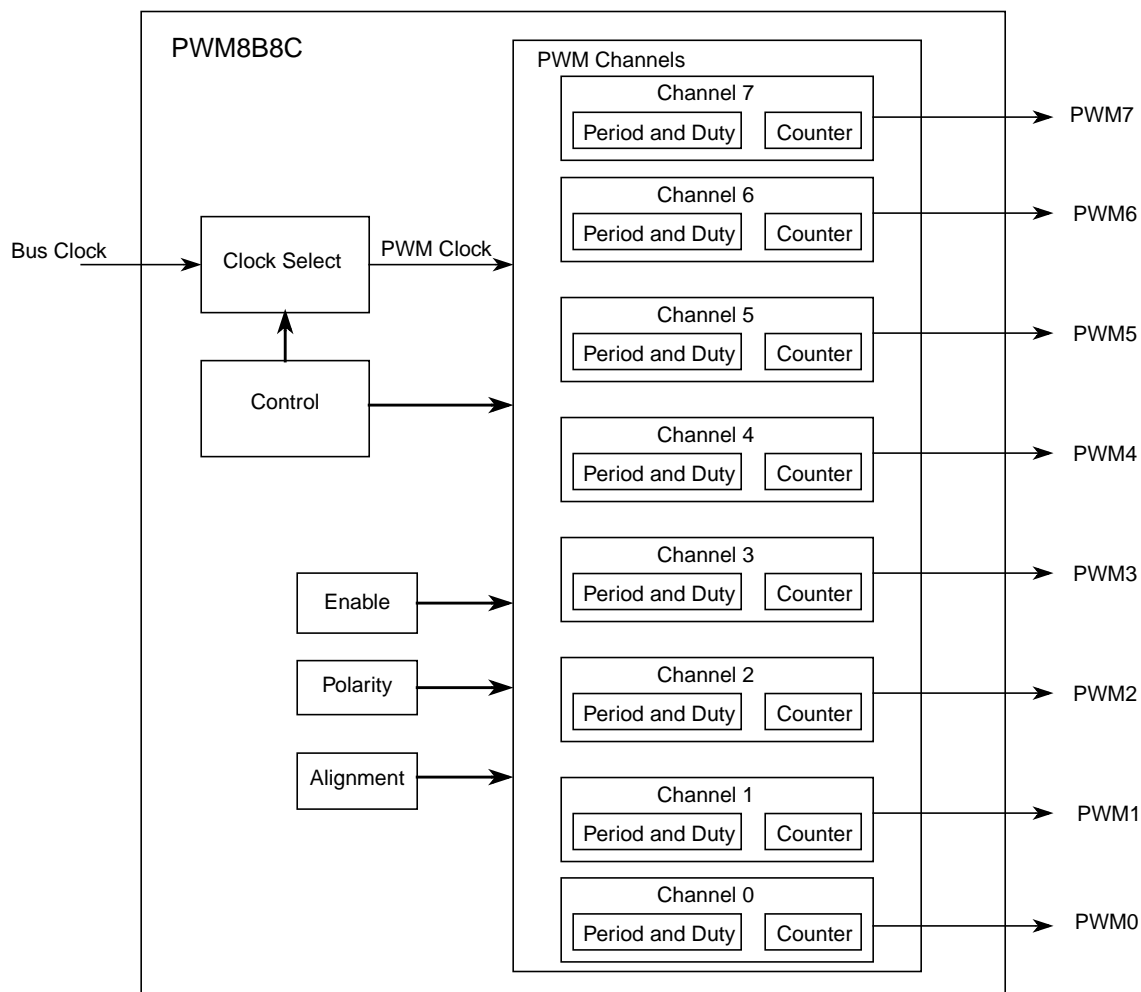 PWM8B8C
PWM Channels
Channel 7
Period and Duty
Counter
PWM7
Channel 6
Period and Duty
Counter
PWM6
Bus Clock
Clock Select
PWM Clock
Channel 5
Period and Duty
Counter
PWM5
Control
Channel 4
Period and Duty
Counter
PWM4
Channel 3
Period and Duty
Counter
PWM3
Enable
Polarity
Channel 2
Period and Duty
Counter
PWM2
Alignment
Channel 1
Period and Duty
Counter
PWM1
Channel 0
Period and Duty
Counter
PWM0